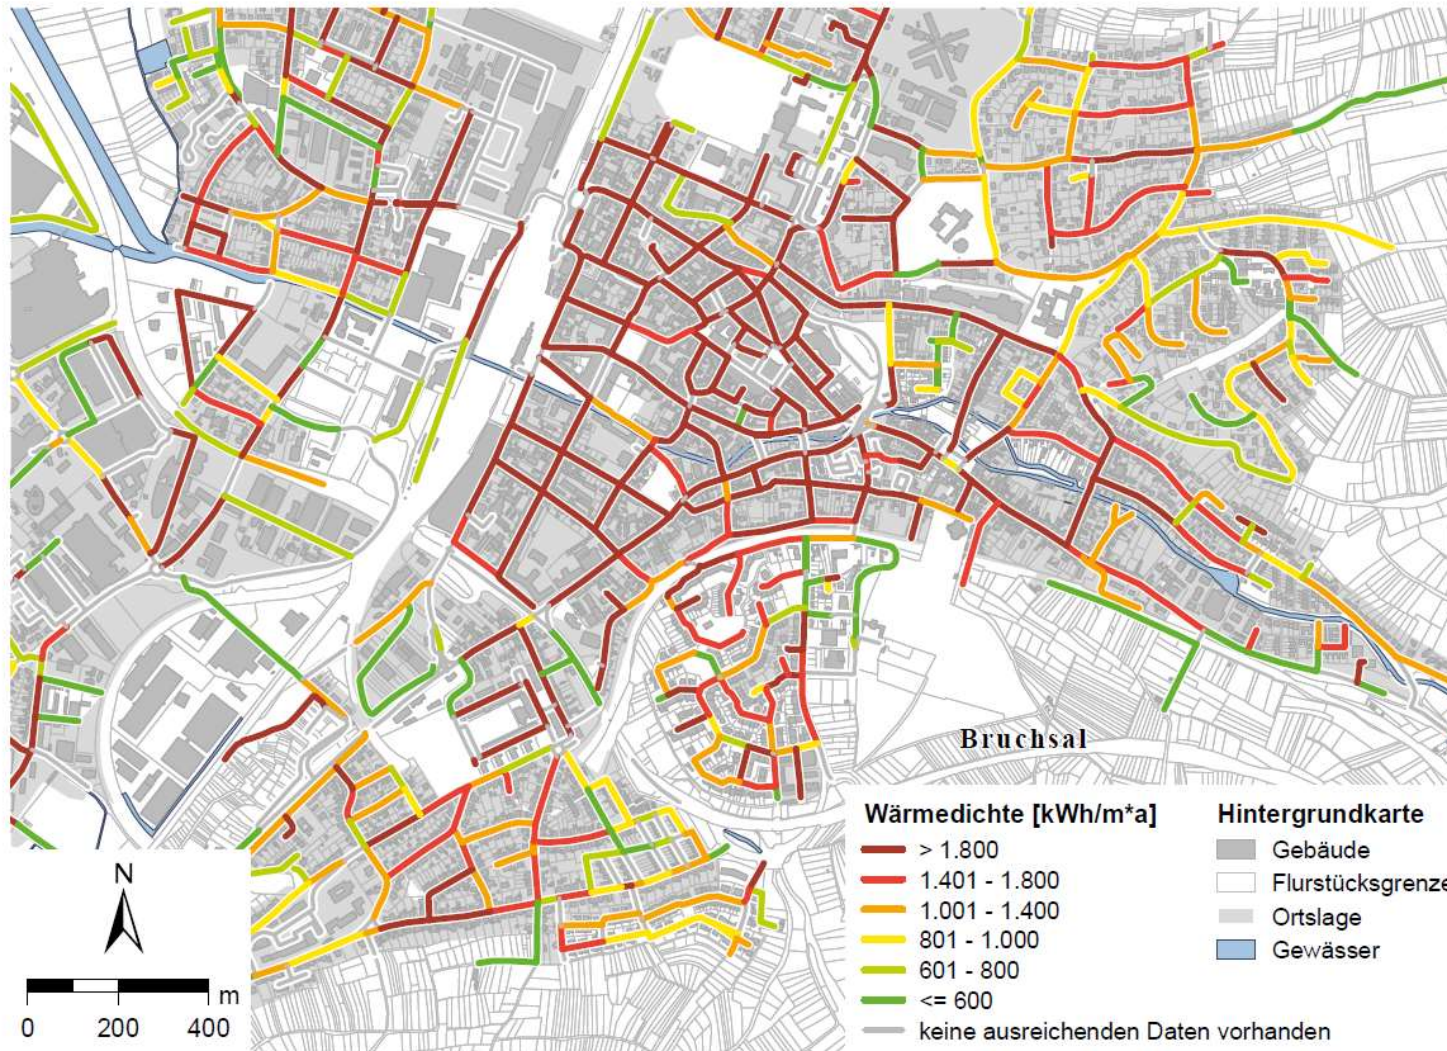 Bruchsal
Wärmedichte [kWh/m*a]
> 1.800
1.401 - 1.800
1.001 - 1.400
801 - 1.000
601 - 800
<= 600
keine ausreichenden Daten vorhanden
Hintergrundkarte
Gebäude
Flurstücksgrenze
Ortslage
Gewässer
N
m
0 200 400